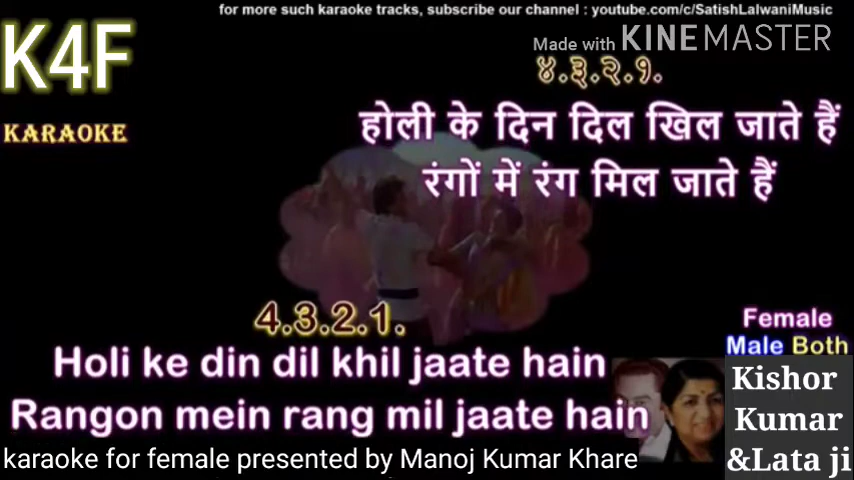 for more such karaoke tracks, subscribe our channel : youtube.com/c/SatishLalwaniMusic
K4F
Made with KINEMASTER
४.३.२.१.
KARAOKE
होली के दिन दिल खिल जाते हैं
रंगों में रंग मिल जाते हैं
4.3.2.1.
Female
Male Both
Holi ke din dil khil jaate hain
Rangon mein rang mil jaate hain
Kishor
Kumar
&Lata ji
karaoke for female presented by Manoj Kumar Khare